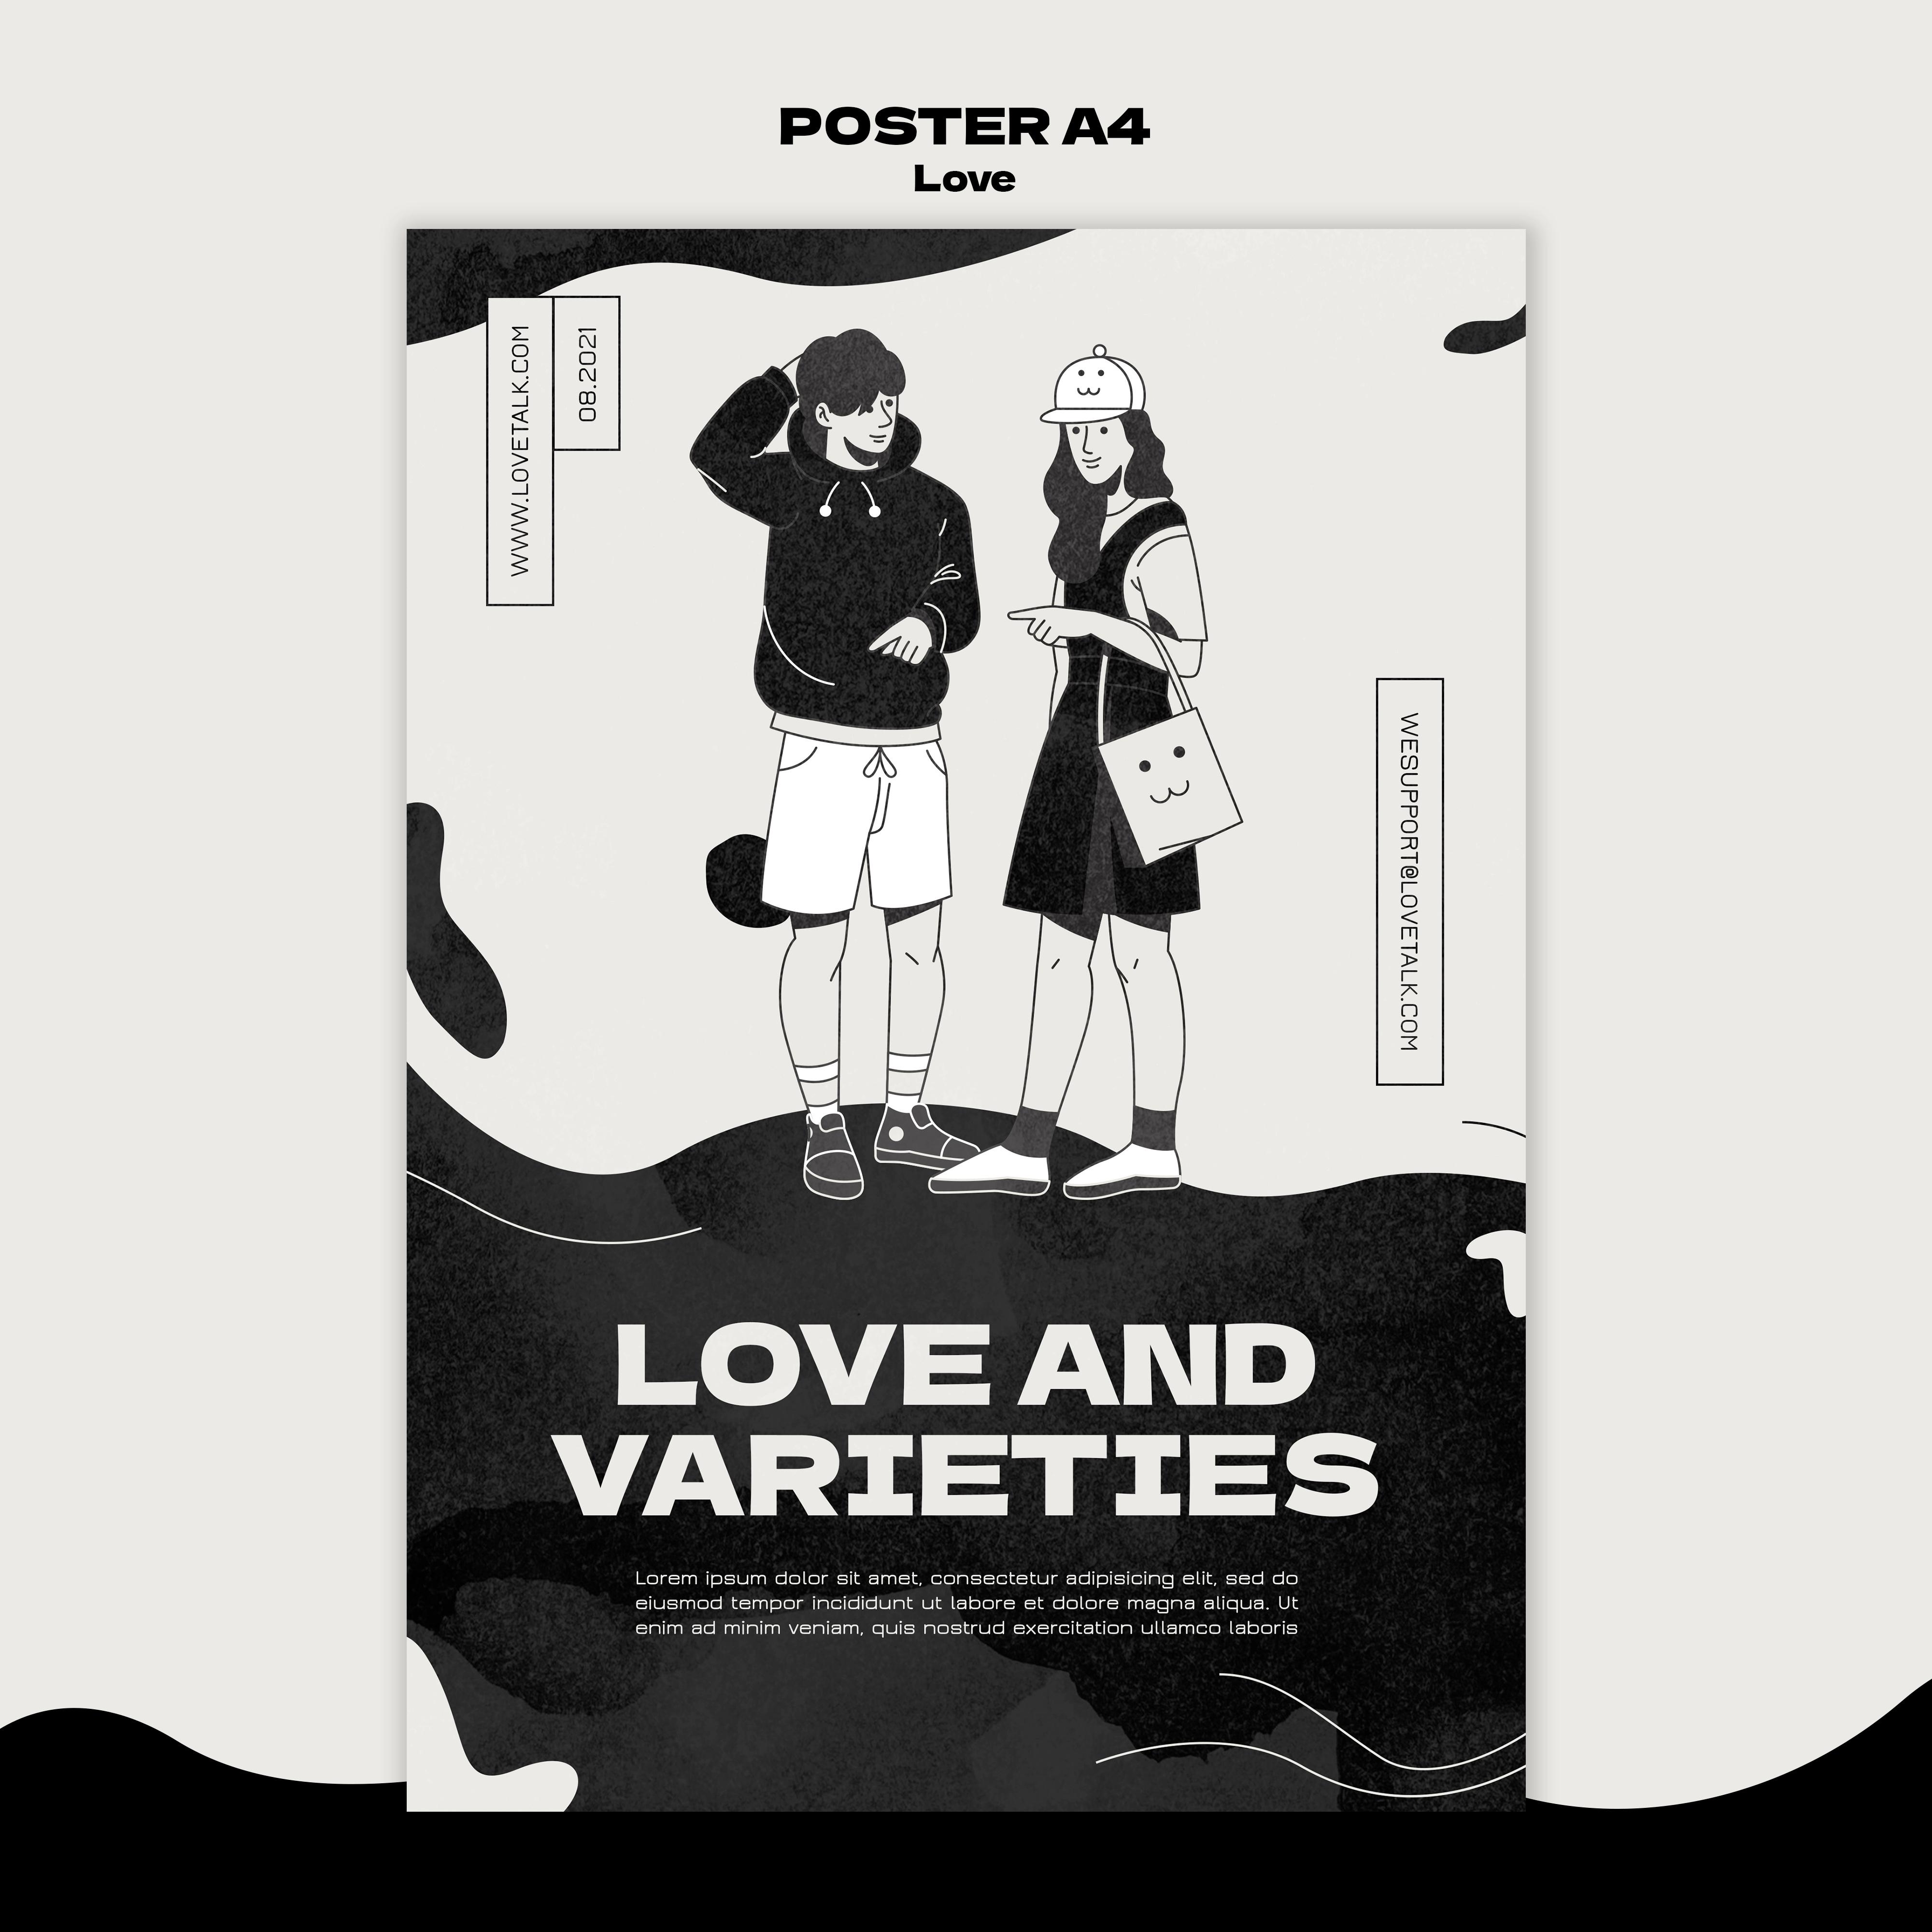 POSTER A4
Love
WWW.LOVETALK.COM
08.2021
WESUPPORT@LOVETALK.COM
LOVE AND
VARIETIES
Lorem ipsum dolor sit amet, consectetur adipisicing elit, sed do
eiusmod tempor incididunt ut labore et dolore magna aliqua. Ut
enim ad minim veniam, quis nostrud exercitation ullamco laboris